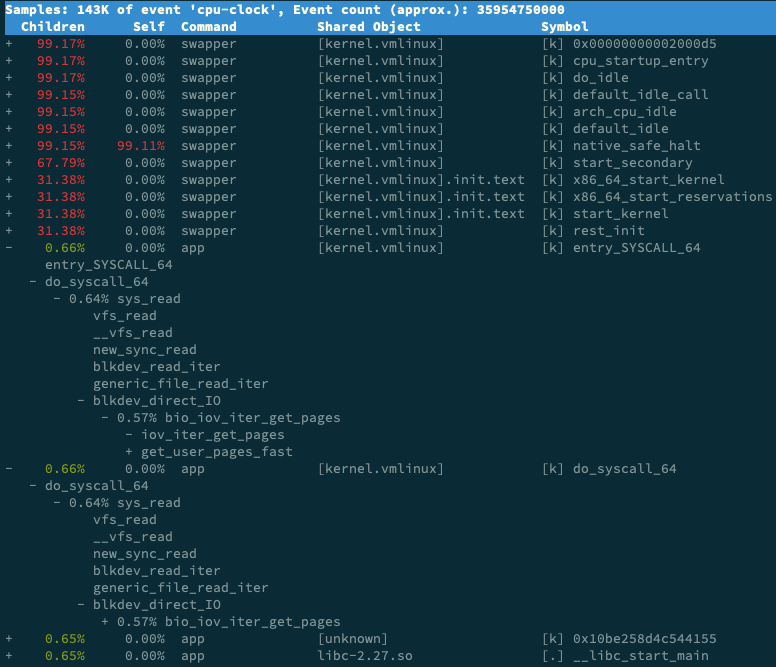 Samples: 143K of event 'cpu-clock', Event count (approx.): 35954750000
Children Self Command Shared Object Symbol
+ 99.17% 0.00% swapper [kernel.vmlinux] [k] 0x00000000002000d5
+ 99.17% 0.00% swapper [kernel.vmlinux] [k] cpu_startup_entry
+ 99.17% 0.00% swapper [kernel.vmlinux] [k] do_idle
+ 99.15% 0.00% swapper [kernel.vmlinux] [k] default_idle_call
+ 99.15% 0.00% swapper [kernel.vmlinux] [k] arch_cpu_idle
+ 99.15% 0.00% swapper [kernel.vmlinux] [k] default_idle
+ 99.15% 99.11% swapper [kernel.vmlinux] [k] native_safe_halt
+ 67.79% 0.00% swapper [kernel.vmlinux] [k] start_secondary
+ 31.38% 0.00% swapper [kernel.vmlinux].init.text [k] x86_64_start_kernel
+ 31.38% 0.00% swapper [kernel.vmlinux].init.text [k] x86_64_start_reservations
+ 31.38% 0.00% swapper [kernel.vmlinux].init.text [k] start_kernel
+ 31.38% 0.00% swapper [kernel.vmlinux] [k] rest_init
- 0.66% 0.00% app [kernel.vmlinux] [k] entry_SYSCALL_64
entry_SYSCALL_64
- do_syscall_64
- 0.64% sys_read
vfs_read
__vfs_read
new_sync_read
blkdev_read_iter
generic_file_read_iter
- blkdev_direct_IO
- 0.57% bio_iov_iter_get_pages
- iov_iter_get_pages
+ get_user_pages_fast
- 0.66% 0.00% app [kernel.vmlinux] [k] do_syscall_64
- do_syscall_64
- 0.64% sys_read
vfs_read
__vfs_read
new_sync_read
blkdev_read_iter
generic_file_read_iter
- blkdev_direct_IO
+ 0.57% bio_iov_iter_get_pages
+ 0.65% 0.00% app [unknown] [k] 0x10be258d4c544155
+ 0.65% 0.00% app libc-2.27.so [.] __libc_start_main